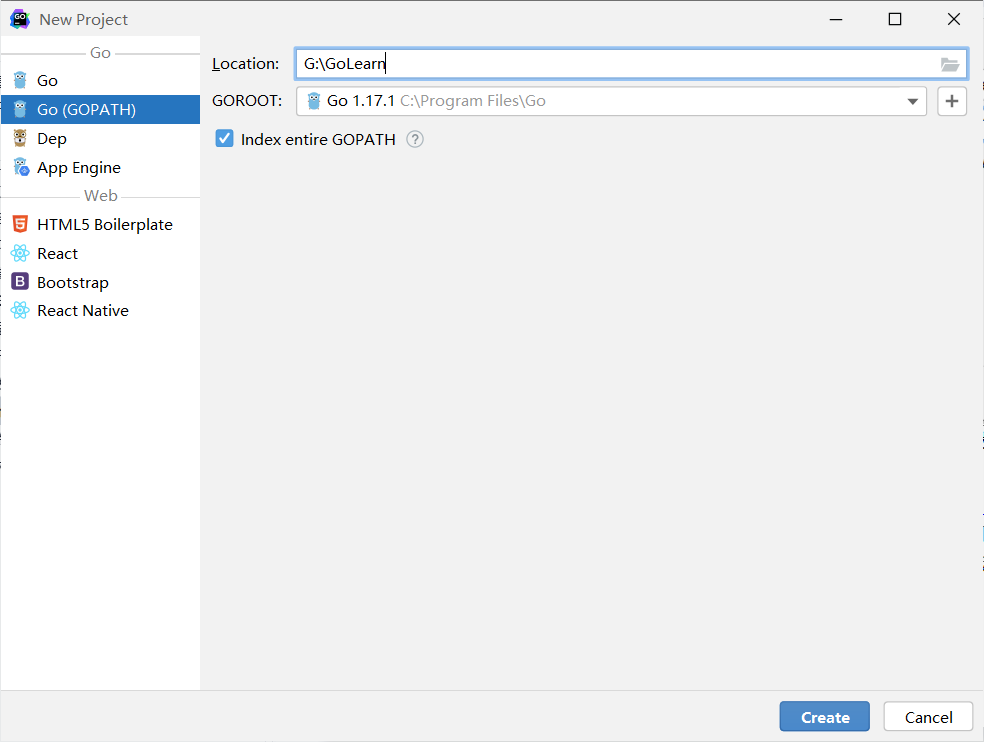 New Project
Go
Go
Go (GOPATH)
Dep
App Engine
Web
HTML5 Boilerplate
React
Bootstrap
React Native
Location: G:\GoLearn
GOROOT: Go 1.17.1 C:\Program Files\Go
Index entire GOPATH ?
Create Cancel